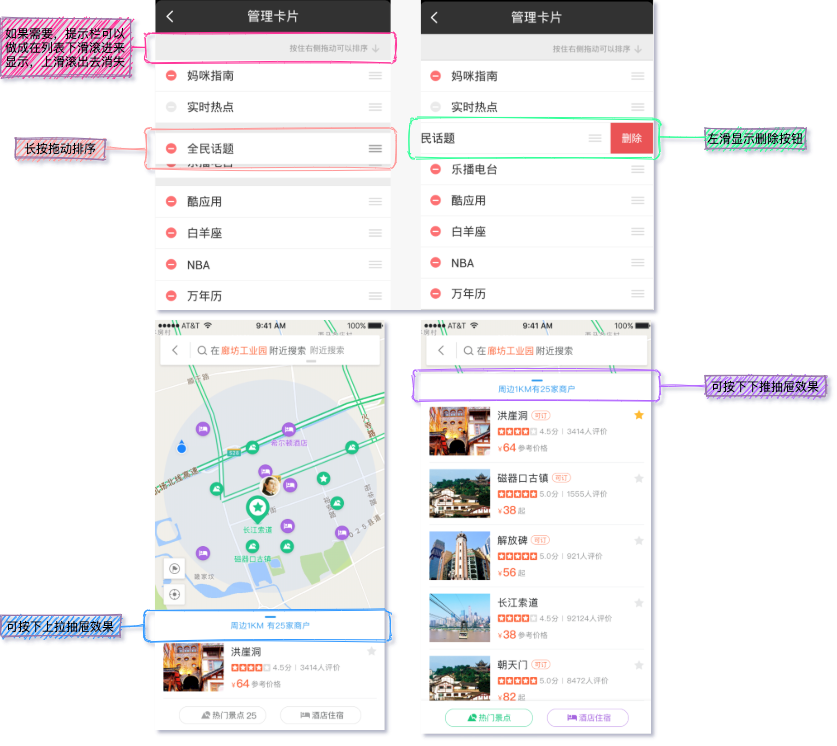 如果需要，提示栏可以
做成在列表下滑滚进来
显示，上滑滚出去消失
管理卡片
按住右侧拖动可以排序
妈咪指南
实时热点
长按拖动排序
全民话题
乐播电台
酷应用
白羊座
NBA
万年历
管理卡片
按住右侧拖动可以排序
妈咪指南
实时热点
民话题
删除
左滑显示删除按钮
乐播电台
酷应用
白羊座
NBA
万年历
AT&T
9:41 AM
100%
在 廊坊工业园 附近搜索 附近搜索
希尔顿酒店
长江索道
磁器口古镇
葛家坟
可按下上拉抽屉效果
周边1KM 有25家商户
洪崖洞
4.5分 | 3414人评价
¥64 参考价格
热门景点 25
酒店住宿
AT&T
9:41 AM
100%
在 廊坊工业园 附近搜索
周边1KM有25家商户
可按下下推抽屉效果
洪崖洞 可订
4.5分 | 3414人评价
¥64 参考价格
磁器口古镇 可订
5.0分 | 1555人评价
¥38 起
解放碑 可订
5.0分 | 921人评价
¥56 起
长江索道
4.5分 | 92124人评价
¥38 参考价格
朝天门 可订
5.0分 | 8472人评价
¥82 起
热门景点
酒店住宿